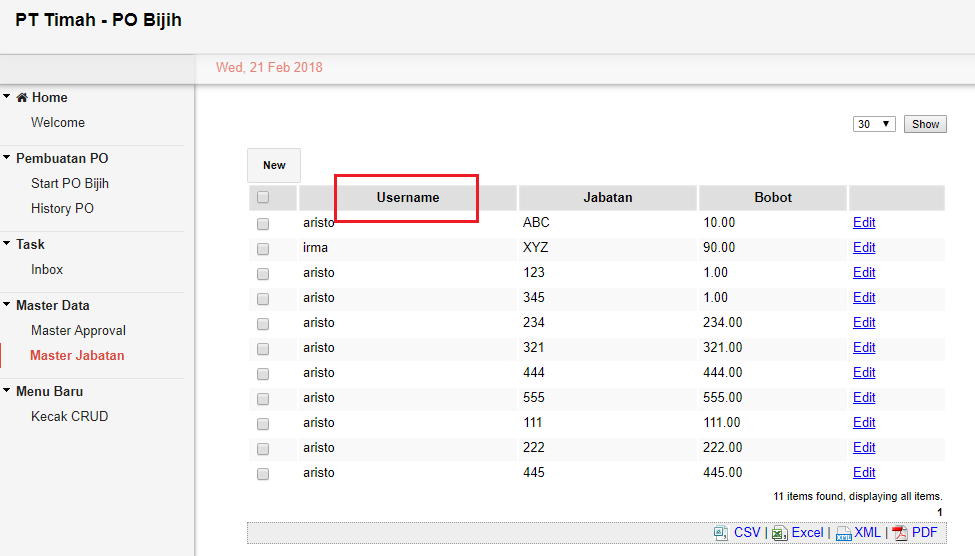 PT Timah - PO Bijih
Wed, 21 Feb 2018
Home
Welcome
Pembuatan PO
Start PO Bijih
History PO
Task
Inbox
Master Data
Master Approval
Master Jabatan
Menu Baru
Kecak CRUD
30 Show
New
Username Jabatan Bobot
aristo ABC 10.00 Edit
irma XYZ 90.00 Edit
aristo 123 1.00 Edit
aristo 345 1.00 Edit
aristo 234 234.00 Edit
aristo 321 321.00 Edit
aristo 444 444.00 Edit
aristo 555 555.00 Edit
aristo 111 111.00 Edit
aristo 222 222.00 Edit
aristo 445 445.00 Edit
11 items found, displaying all items.
1
CSV | Excel | XML | PDF